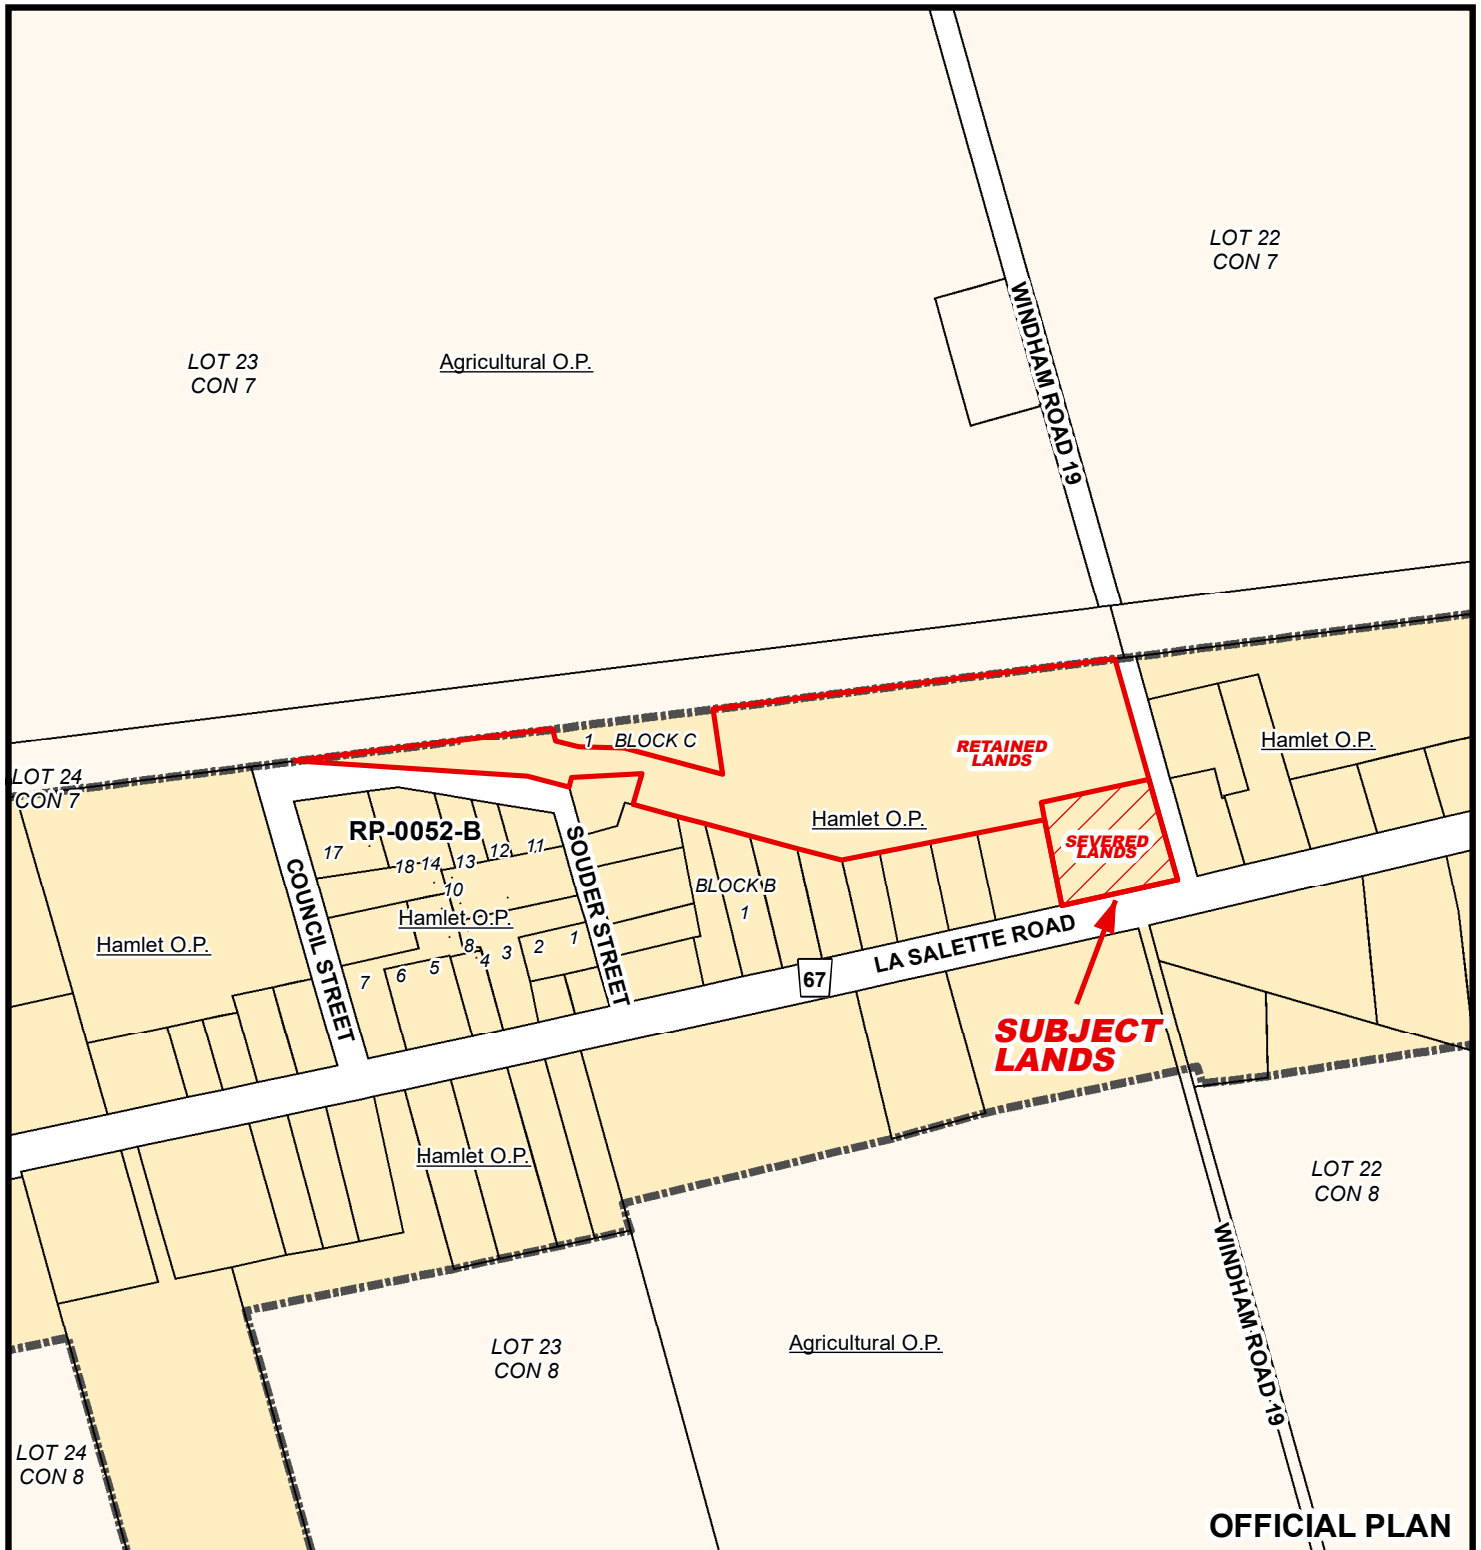 LOT 22
CON 7
WINDHAM ROAD 19
LOT 23
CON 7
Agricultural O.P.
1 BLOCK C
RETAINED
LANDS
Hamlet O.P.
LOT 24
CON 7
Hamlet O.P.
RP-0052-B
SEVERED
LANDS
17
18
14
13
12
11
10
BLOCK B
1
COUNCIL STREET
SOUDER STREET
Hamlet O.P.
Hamlet O.P.
7
6
5
8
4
3
2
1
LA SALETTE ROAD
67
SUBJECT
LANDS
Hamlet O.P.
LOT 22
CON 8
WINDHAM ROAD 19
LOT 23
CON 8
Agricultural O.P.
LOT 24
CON 8
OFFICIAL PLAN